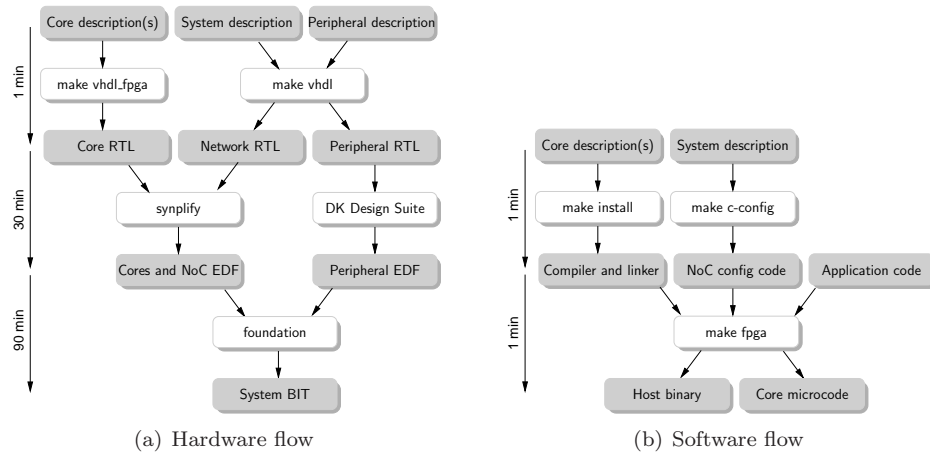 Core description(s)
System description
Peripheral description
1 min
make vhdl_fpga
make vhdl
Core RTL
Network RTL
Peripheral RTL
30 min
synplify
DK Design Suite
Cores and NoC EDF
Peripheral EDF
90 min
foundation
System BIT
(a) Hardware flow
Core description(s)
System description
1 min
make install
make c-config
Compiler and linker
NoC config code
Application code
1 min
make fpga
Host binary
Core microcode
(b) Software flow